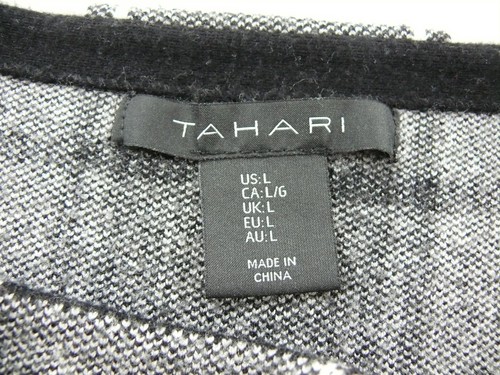 TAHARI
US:L
CA:L/G
UK:L
EU:L
AU:L
MADE IN
CHINA